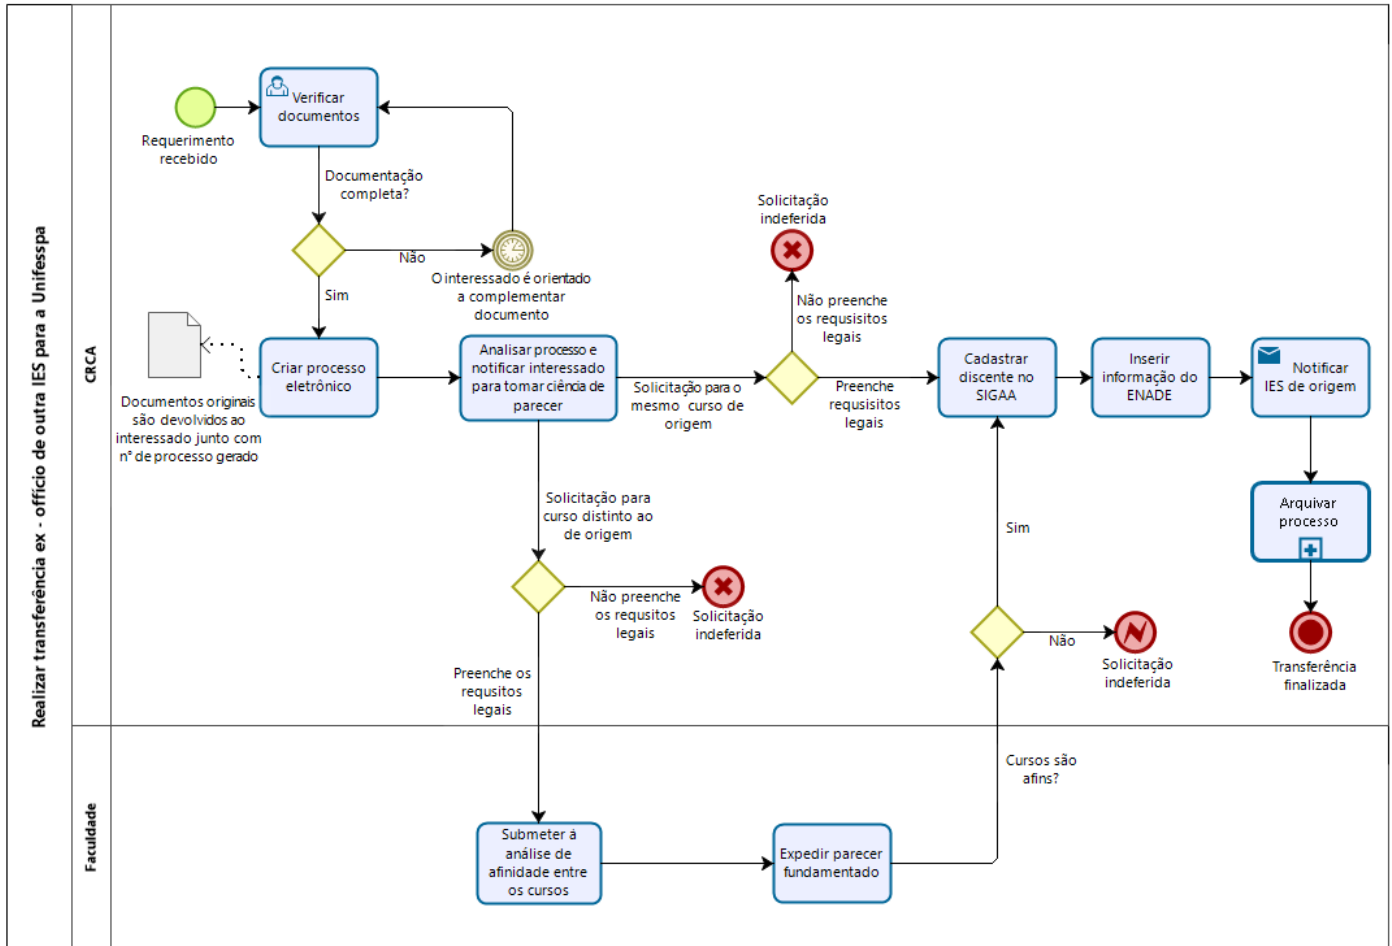 Realizar transferência ex - offício de outra IES para a Unifesspa
CRCA
Requerimento
recebido
Verificar
documentos
Documentação
completa?
Não
O interessado é orientado
a complementar
documento
Sim
Documentos originais
são devolvidos ao
interessado junto com
n° de processo gerado
Criar processo
eletrônico
Analisar processo e
notificar interessado
para tomar ciência de
parecer
Solicitação para o
mesmo curso de
origem
Solicitação
indeferida
Não preenche
os requsisitos
legais
Preenche
requsisitos
legais
Cadastrar
discente no
SIGAA
Inserir
informação do
ENADE
Notificar
IES de origem
Arquivar
processo
Transferência
finalizada
Solicitação para
curso distinto ao
de origem
Não preenche
os requsitos
legais
Solicitação
indeferida
Preenche os
requsitos
legais
Sim
Não
Solicitação
indeferida
Faculdade
Submeter á
análise de
afinidade entre
os cursos
Expedir parecer
fundamentado
Cursos são
afins?